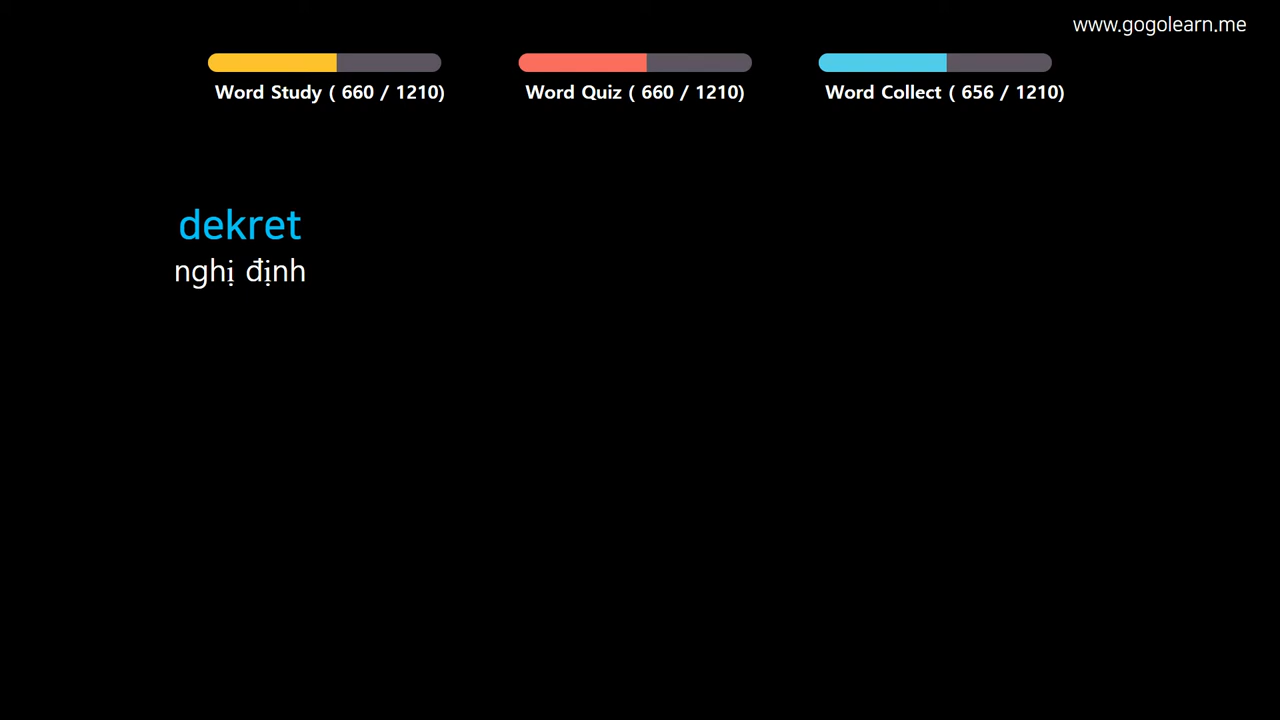 www.gogolearn.me
Word Study ( 660 / 1210)
Word Quiz ( 660 / 1210)
Word Collect ( 656 / 1210)
dekret
nghị định